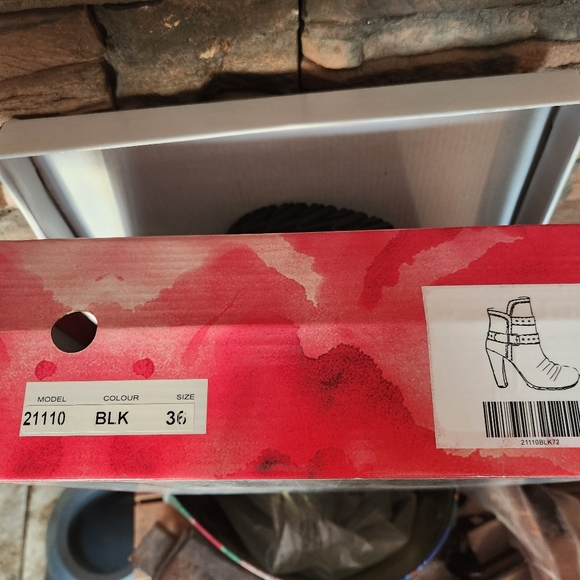 MODEL COLOUR SIZE
21110 BLK 36
21110BLK72